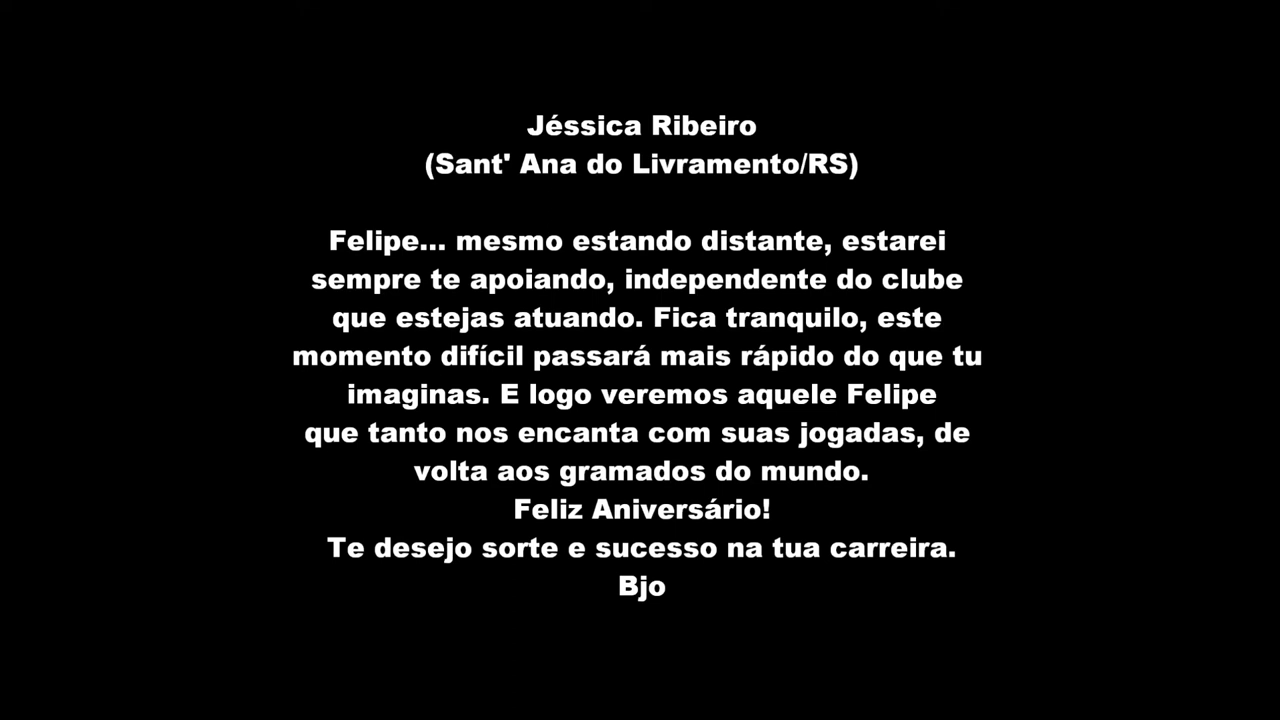 Jéssica Ribeiro
(Sant' Ana do Livramento/RS)
Felipe... mesmo estando distante, estarei
sempre te apoiando, independente do clube
que estejas atuando. Fica tranquilo, este
momento difícil passará mais rápido do que tu
imaginas. E logo veremos aquele Felipe
que tanto nos encanta com suas jogadas, de
volta aos gramados do mundo.
Feliz Aniversário!
Te desejo sorte e sucesso na tua carreira.
Bjo